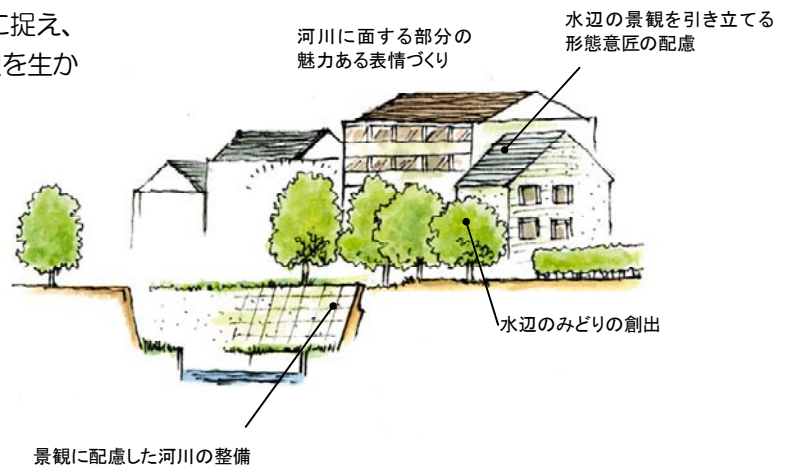 に捉え、
を生か
河川に面する部分の
魅力ある表情づくり
水辺の景観を引き立てる
形態意匠の配慮
水辺のみどりの創出
景観に配慮した河川の整備